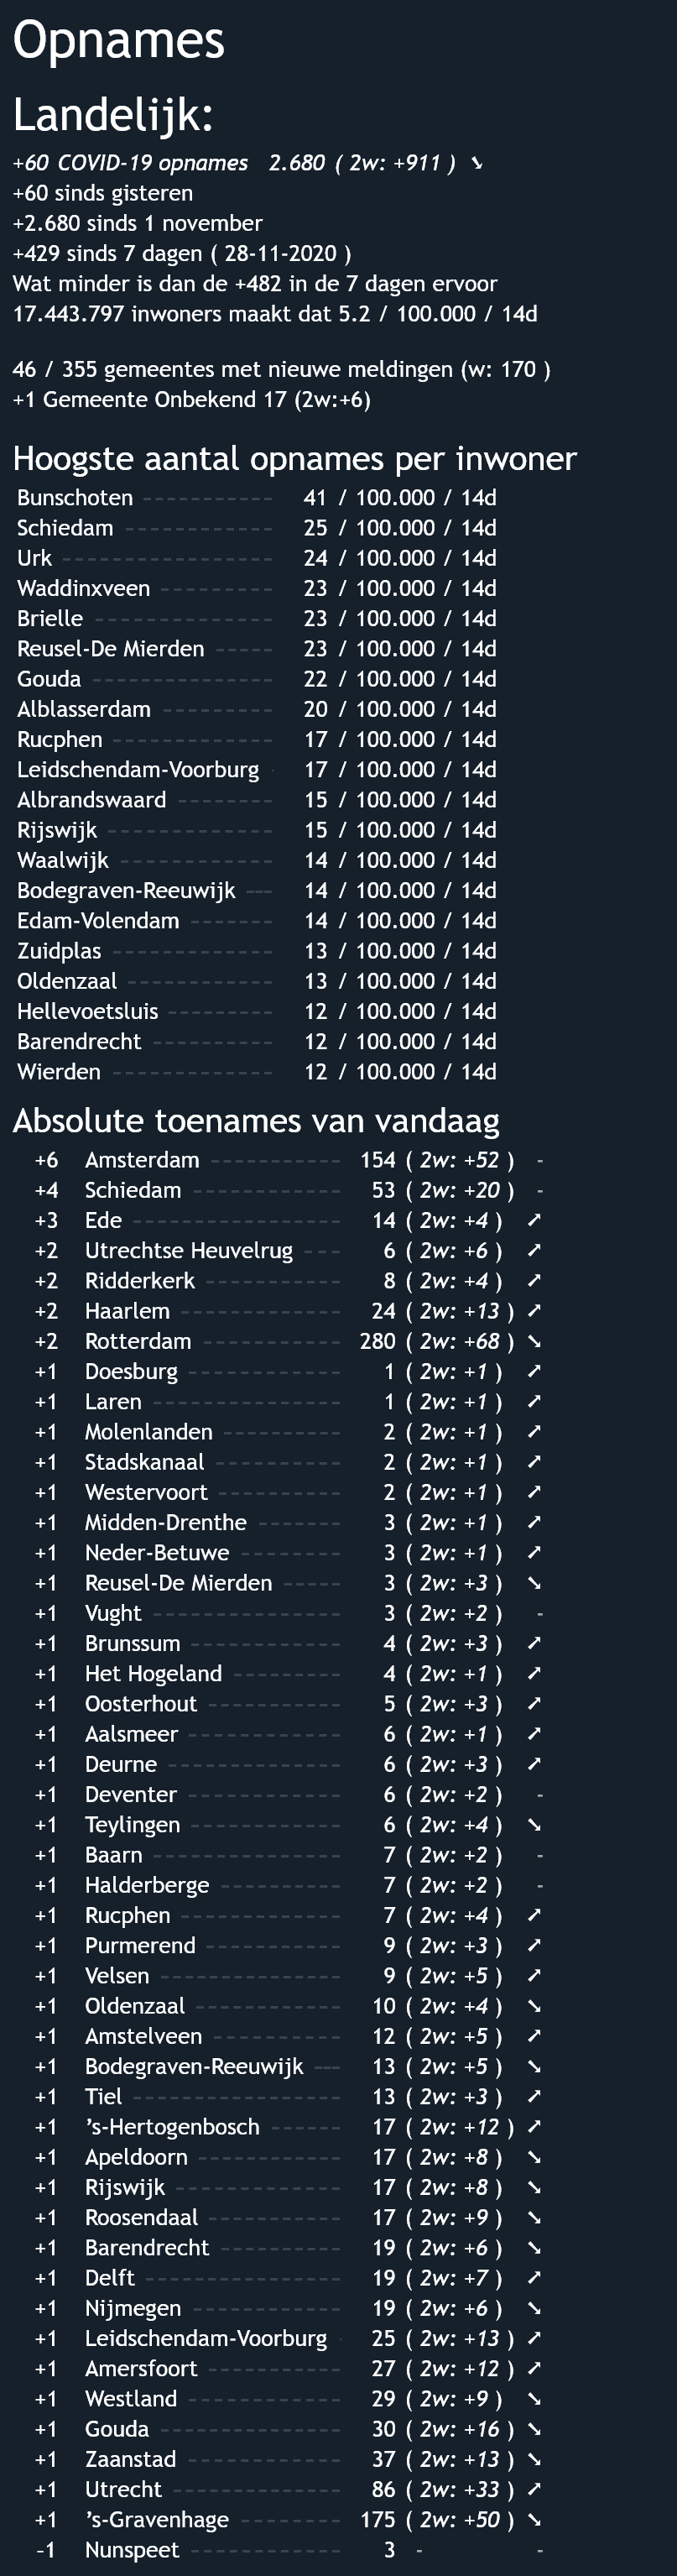 Opnames
Landelijk:
+60 COVID-19 opnames 2.680 ( 2w: +911 ) ➘
+60 sinds gisteren
+2.680 sinds 1 november
+429 sinds 7 dagen ( 28-11-2020 )
Wat minder is dan de +482 in de 7 dagen ervoor
17.443.797 inwoners maakt dat 5.2 / 100.000 / 14d
46 / 355 gemeentes met nieuwe meldingen (w: 170 )
+1 Gemeente Onbekend 17 (2w:+6)
Hoogste aantal opnames per inwoner
Bunschoten ----------- 41 / 100.000 / 14d
Schiedam ------------- 25 / 100.000 / 14d
Urk ------------------ 24 / 100.000 / 14d
Waddinxveen ---------- 23 / 100.000 / 14d
Brielle --------------- 23 / 100.000 / 14d
Reusel-De Mierden ----- 23 / 100.000 / 14d
Gouda ---------------- 22 / 100.000 / 14d
Alblasserdam ---------- 20 / 100.000 / 14d
Rucphen -------------- 17 / 100.000 / 14d
Leidschendam-Voorburg - 17 / 100.000 / 14d
Albrandswaard -------- 15 / 100.000 / 14d
Rijswijk -------------- 15 / 100.000 / 14d
Waalwijk ------------- 14 / 100.000 / 14d
Bodegraven-Reeuwijk --- 14 / 100.000 / 14d
Edam-Volendam ------- 14 / 100.000 / 14d
Zuidplas -------------- 13 / 100.000 / 14d
Oldenzaal ------------- 13 / 100.000 / 14d
Hellevoetsluis --------- 12 / 100.000 / 14d
Barendrecht ---------- 12 / 100.000 / 14d
Wierden -------------- 12 / 100.000 / 14d
Absolute toenames van vandaag
+6 Amsterdam ----------- 154 ( 2w: +52 ) -
+4 Schiedam ------------- 53 ( 2w: +20 ) -
+3 Ede ------------------ 14 ( 2w: +4 ) ➚
+2 Utrechtse Heuvelrug --- 6 ( 2w: +6 ) ➚
+2 Ridderkerk ----------- 8 ( 2w: +4 ) ➚
+2 Haarlem -------------- 24 ( 2w: +13 ) ➚
+2 Rotterdam ------------ 280 ( 2w: +68 ) ➘
+1 Doesburg ------------- 1 ( 2w: +1 ) ➚
+1 Laren ---------------- 1 ( 2w: +1 ) ➚
+1 Molenlanden ---------- 2 ( 2w: +1 ) ➚
+1 Stadskanaal ----------- 2 ( 2w: +1 ) ➚
+1 Westervoort ---------- 2 ( 2w: +1 ) ➚
+1 Midden-Drenthe ------- 3 ( 2w: +1 ) ➚
+1 Neder-Betuwe --------- 3 ( 2w: +1 ) ➚
+1 Reusel-De Mierden ----- 3 ( 2w: +3 ) ➘
+1 Vught ---------------- 3 ( 2w: +2 ) -
+1 Brunssum ------------- 4 ( 2w: +3 ) ➚
+1 Het Hogeland --------- 4 ( 2w: +1 ) ➚
+1 Oosterhout ----------- 5 ( 2w: +3 ) ➚
+1 Aalsmeer ------------- 6 ( 2w: +1 ) ➚
+1 Deurne --------------- 6 ( 2w: +3 ) ➚
+1 Deventer ------------- 6 ( 2w: +2 ) -
+1 Teylingen ------------- 6 ( 2w: +4 ) ➘
+1 Baarn ---------------- 7 ( 2w: +2 ) -
+1 Halderberge ---------- 7 ( 2w: +2 ) -
+1 Rucphen -------------- 7 ( 2w: +4 ) ➚
+1 Purmerend ----------- 9 ( 2w: +3 ) ➚
+1 Velsen --------------- 9 ( 2w: +5 ) ➚
+1 Oldenzaal ------------ 10 ( 2w: +4 ) ➘
+1 Amstelveen ----------- 12 ( 2w: +5 ) ➚
+1 Bodegraven-Reeuwijk --- 13 ( 2w: +5 ) ➘
+1 Tiel ------------------ 13 ( 2w: +3 ) ➚
+1 's-Hertogenbosch ------ 17 ( 2w: +12 ) ➚
+1 Apeldoorn ------------ 17 ( 2w: +8 ) ➘
+1 Rijswijk -------------- 17 ( 2w: +8 ) ➘
+1 Roosendaal ----------- 17 ( 2w: +9 ) ➘
+1 Barendrecht ---------- 19 ( 2w: +6 ) ➘
+1 Delft ----------------- 19 ( 2w: +7 ) ➚
+1 Nijmegen ------------- 19 ( 2w: +6 ) ➘
+1 Leidschendam-Voorburg - 25 ( 2w: +13 ) ➚
+1 Amersfoort ----------- 27 ( 2w: +12 ) ➚
+1 Westland ------------- 29 ( 2w: +9 ) ➘
+1 Gouda ---------------- 30 ( 2w: +16 ) ➘
+1 Zaanstad ------------- 37 ( 2w: +13 ) ➘
+1 Utrecht -------------- 86 ( 2w: +33 ) ➚
+1 's-Gravenhage -------- 175 ( 2w: +50 ) ➘
-1 Nunspeet ------------- 3 - -